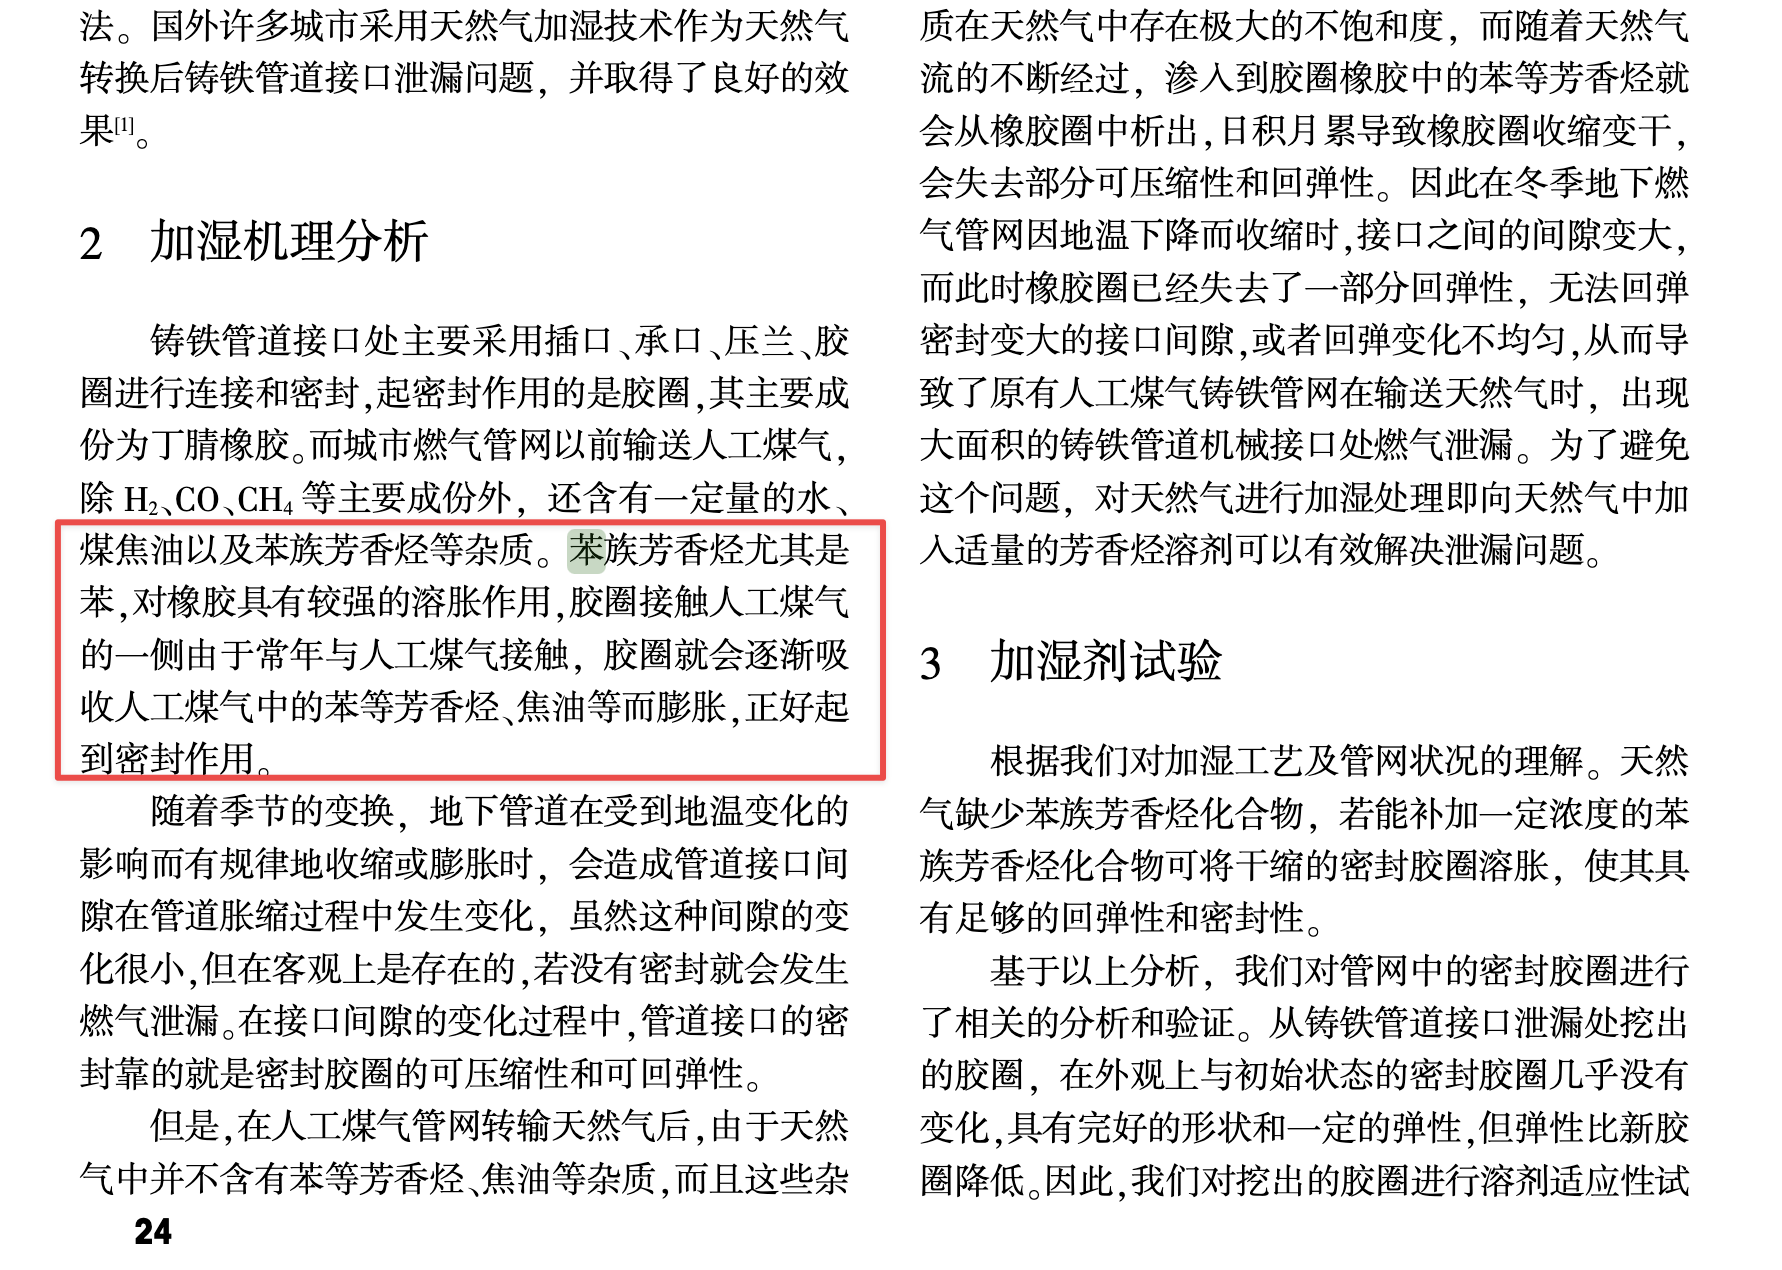 法。国外许多城市采用天然气加湿技术作为天然气
转换后铸铁管道接口泄漏问题，并取得了良好的效
果[1]。
2 加湿机理分析
铸铁管道接口处主要采用插口、承口、压兰、胶
圈进行连接和密封，起密封作用的是胶圈，其主要成
份为丁腈橡胶。而城市燃气管网以前输送人工煤气，
除 H₂、CO、CH₄ 等主要成份外，还含有一定量的水、
煤焦油以及苯族芳香烃等杂质。苯族芳香烃尤其是
苯，对橡胶具有较强的溶胀作用，胶圈接触人工煤气
的一侧由于常年与人工煤气接触，胶圈就会逐渐吸
收人工煤气中的苯等芳香烃、焦油等而膨胀，正好起
到密封作用。
随着季节的变换，地下管道在受到地温变化的
影响而有规律地收缩或膨胀时，会造成管道接口间
隙在管道胀缩过程中发生变化，虽然这种间隙的变
化很小，但在客观上是存在的，若没有密封就会发生
燃气泄漏。在接口间隙的变化过程中，管道接口的密
封靠的就是密封胶圈的可压缩性和可回弹性。
但是，在人工煤气管网转输天然气后，由于天然
气中并不含有苯等芳香烃、焦油等杂质，而且这些杂
24
质在天然气中存在极大的不饱和度，而随着天然气
流的不断经过，渗入到胶圈橡胶中的苯等芳香烃就
会从橡胶圈中析出，日积月累导致橡胶圈收缩变干，
会失去部分可压缩性和回弹性。因此在冬季地下燃
气管网因地温下降而收缩时，接口之间的间隙变大，
而此时橡胶圈已经失去了一部分回弹性，无法回弹
密封变大的接口间隙，或者回弹变化不均匀，从而导
致了原有人工煤气铸铁管网在输送天然气时，出现
大面积的铸铁管道机械接口处燃气泄漏。为了避免
这个问题，对天然气进行加湿处理即向天然气中加
入适量的芳香烃溶剂可以有效解决泄漏问题。
3 加湿剂试验
根据我们对加湿工艺及管网状况的理解。天然
气缺少苯族芳香烃化合物，若能补加一定浓度的苯
族芳香烃化合物可将干缩的密封胶圈溶胀，使其具
有足够的回弹性和密封性。
基于以上分析，我们对管网中的密封胶圈进行
了相关的分析和验证。从铸铁管道接口泄漏处挖出
的胶圈，在外观上与初始状态的密封胶圈几乎没有
变化，具有完好的形状和一定的弹性，但弹性比新胶
圈降低。因此，我们对挖出的胶圈进行溶剂适应性试